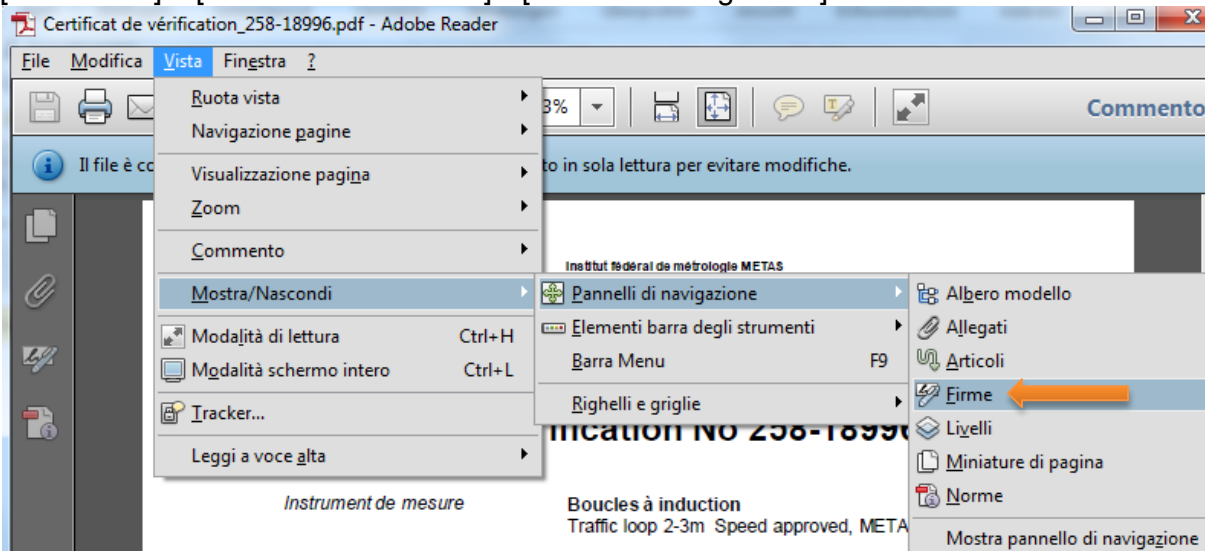 Certificat de vérification_258-18996.pdf - Adobe Reader
File Modifica Vista Finestra ?
Ruota vista
3%
Commento
Navigazione pagine
Il file è co
to in sola lettura per evitare modifiche.
Visualizzazione pagina
Zoom
Commento
Institut fédéral de métrologie METAS
Mostra/Nascondi
Pannelli di navigazione
Albero modello
Modalità di lettura Ctrl+H
Elementi barra degli strumenti
Allegati
Modalità schermo intero Ctrl+L
Barra Menu F9
Articoli
Tracker...
Righelli e griglie
Firme
Livelli
ification No 258-18996
Leggi a voce alta
Miniature di pagina
Instrument de mesure
Boucles à induction
Norme
Traffic loop 2-3m Speed approved, META
Mostra pannello di navigazione